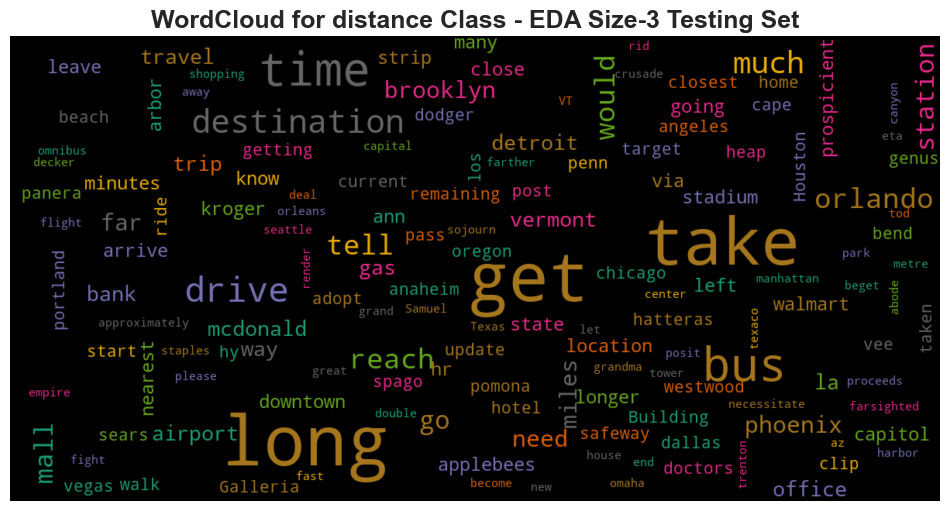 WordCloud for distance Class - EDA Size-3 Testing Set
many
rid
leave
travel
shopping
time
strip
close
crusade
much
closest
home
prospicient
station
away
arbor
brooklyn
VT
would
going
cape
canyon
beach
destination
dodger
angeles
eta
omnibus
decker
getting
capital
detroit
target
heap
genus
trip
los
farther
penn
panera
minutes
know
current
remaining
post
via
stadium
Houston
orlando
deal
flight
far
ride
kroger
orleans
ann
vermont
tod
seattle
pass
sojourn
bend
arrive
tell
oregon
take
park
portland
render
gas
get
chicago
left
manhattan
metre
bank
drive
adopt
anaheim
center
beget
abode
grand
Samuel
walmart
approximately
mcdonald
Texas
state
let
hatteras
texaco
taken
start
staples
hy
way
reach
update
location
posit
vee
nearest
please
great
hr
grandma
tower
bus
proceeds
empire
spago
pomona
miles
westwood
la
downtown
hotel
longer
necessitate
farsighted
double
go
Building
phoenix
mall
sears
airport
long
need
safeway
dallas
az
capitol
fight
applebees
house
end
doctors
trenton
clip
harbor
vegas
walk
Galleria
fast
become
new
omaha
office